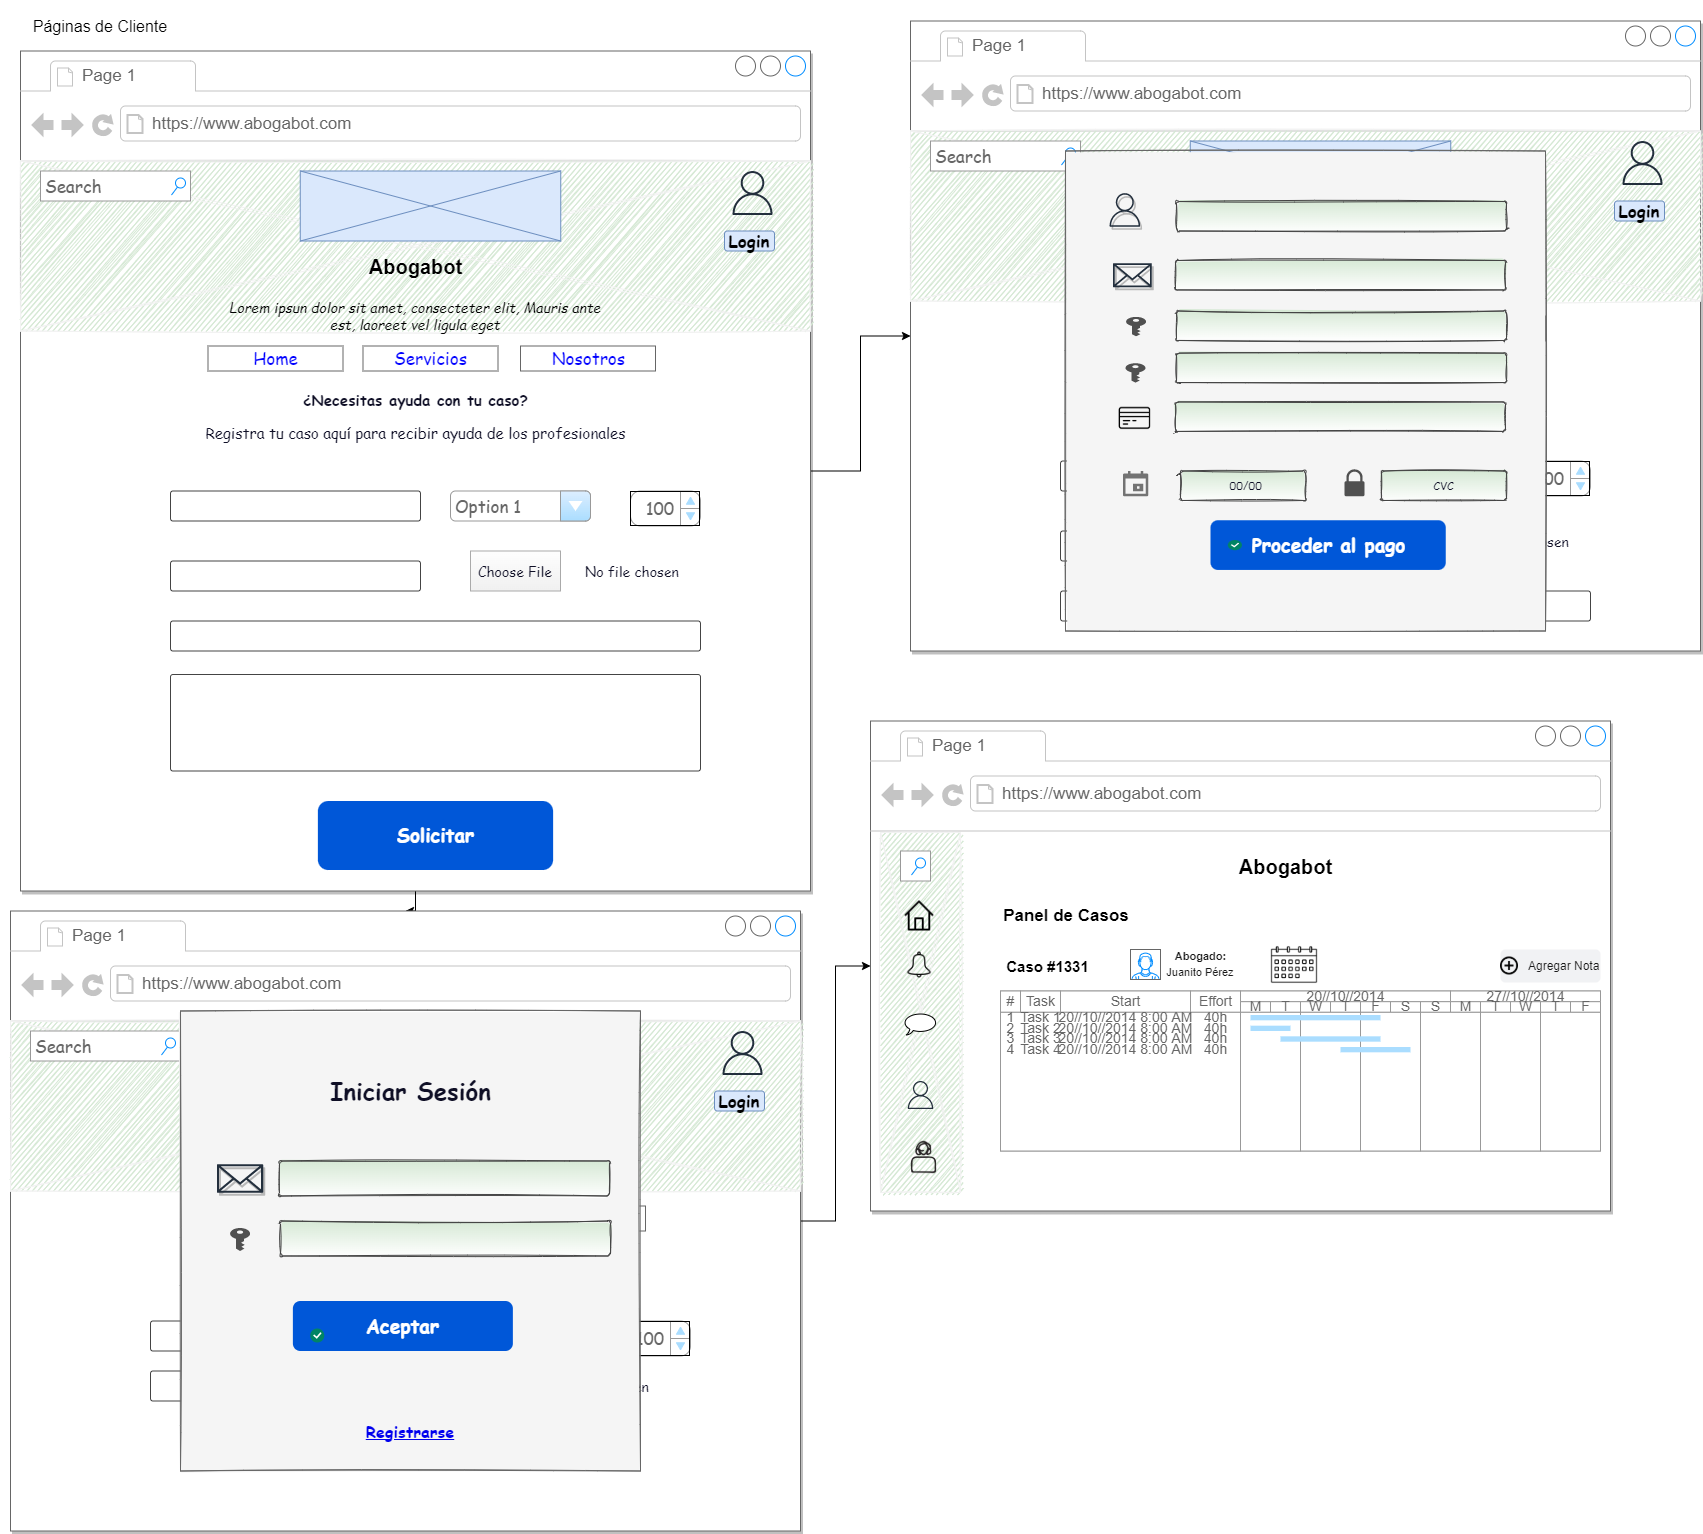 Páginas de Cliente
Page 1
https://www.abogabot.com
Search
Login
Abogabot
Lorem ipsun dolor sit amet, consecteter elit, Mauris ante
est, laoreet vel ligula eget
Home
Servicios
Nosotros
¿Necesitas ayuda con tu caso?
Registra tu caso aquí para recibir ayuda de los profesionales
Option 1
100
Choose File
No file chosen
Solicitar
Page 1
https://www.abogabot.com
Search
Login
00/00
CVC
Proceder al pago
Page 1
https://www.abogabot.com
Search
Login
Iniciar Sesión
Aceptar
Registrarse
Page 1
https://www.abogabot.com
Abogabot
Panel de Casos
Caso #1331
Abogado:
Juanito Pérez
Agregar Nota
# Task Start Effort 20//10//2014 27//10//2014
M T W T F S S M T W T F
1 Task 1 20//10//2014 8:00 AM 40h
2 Task 2 20//10//2014 8:00 AM 40h
3 Task 3 20//10//2014 8:00 AM 40h
4 Task 4 20//10//2014 8:00 AM 40h